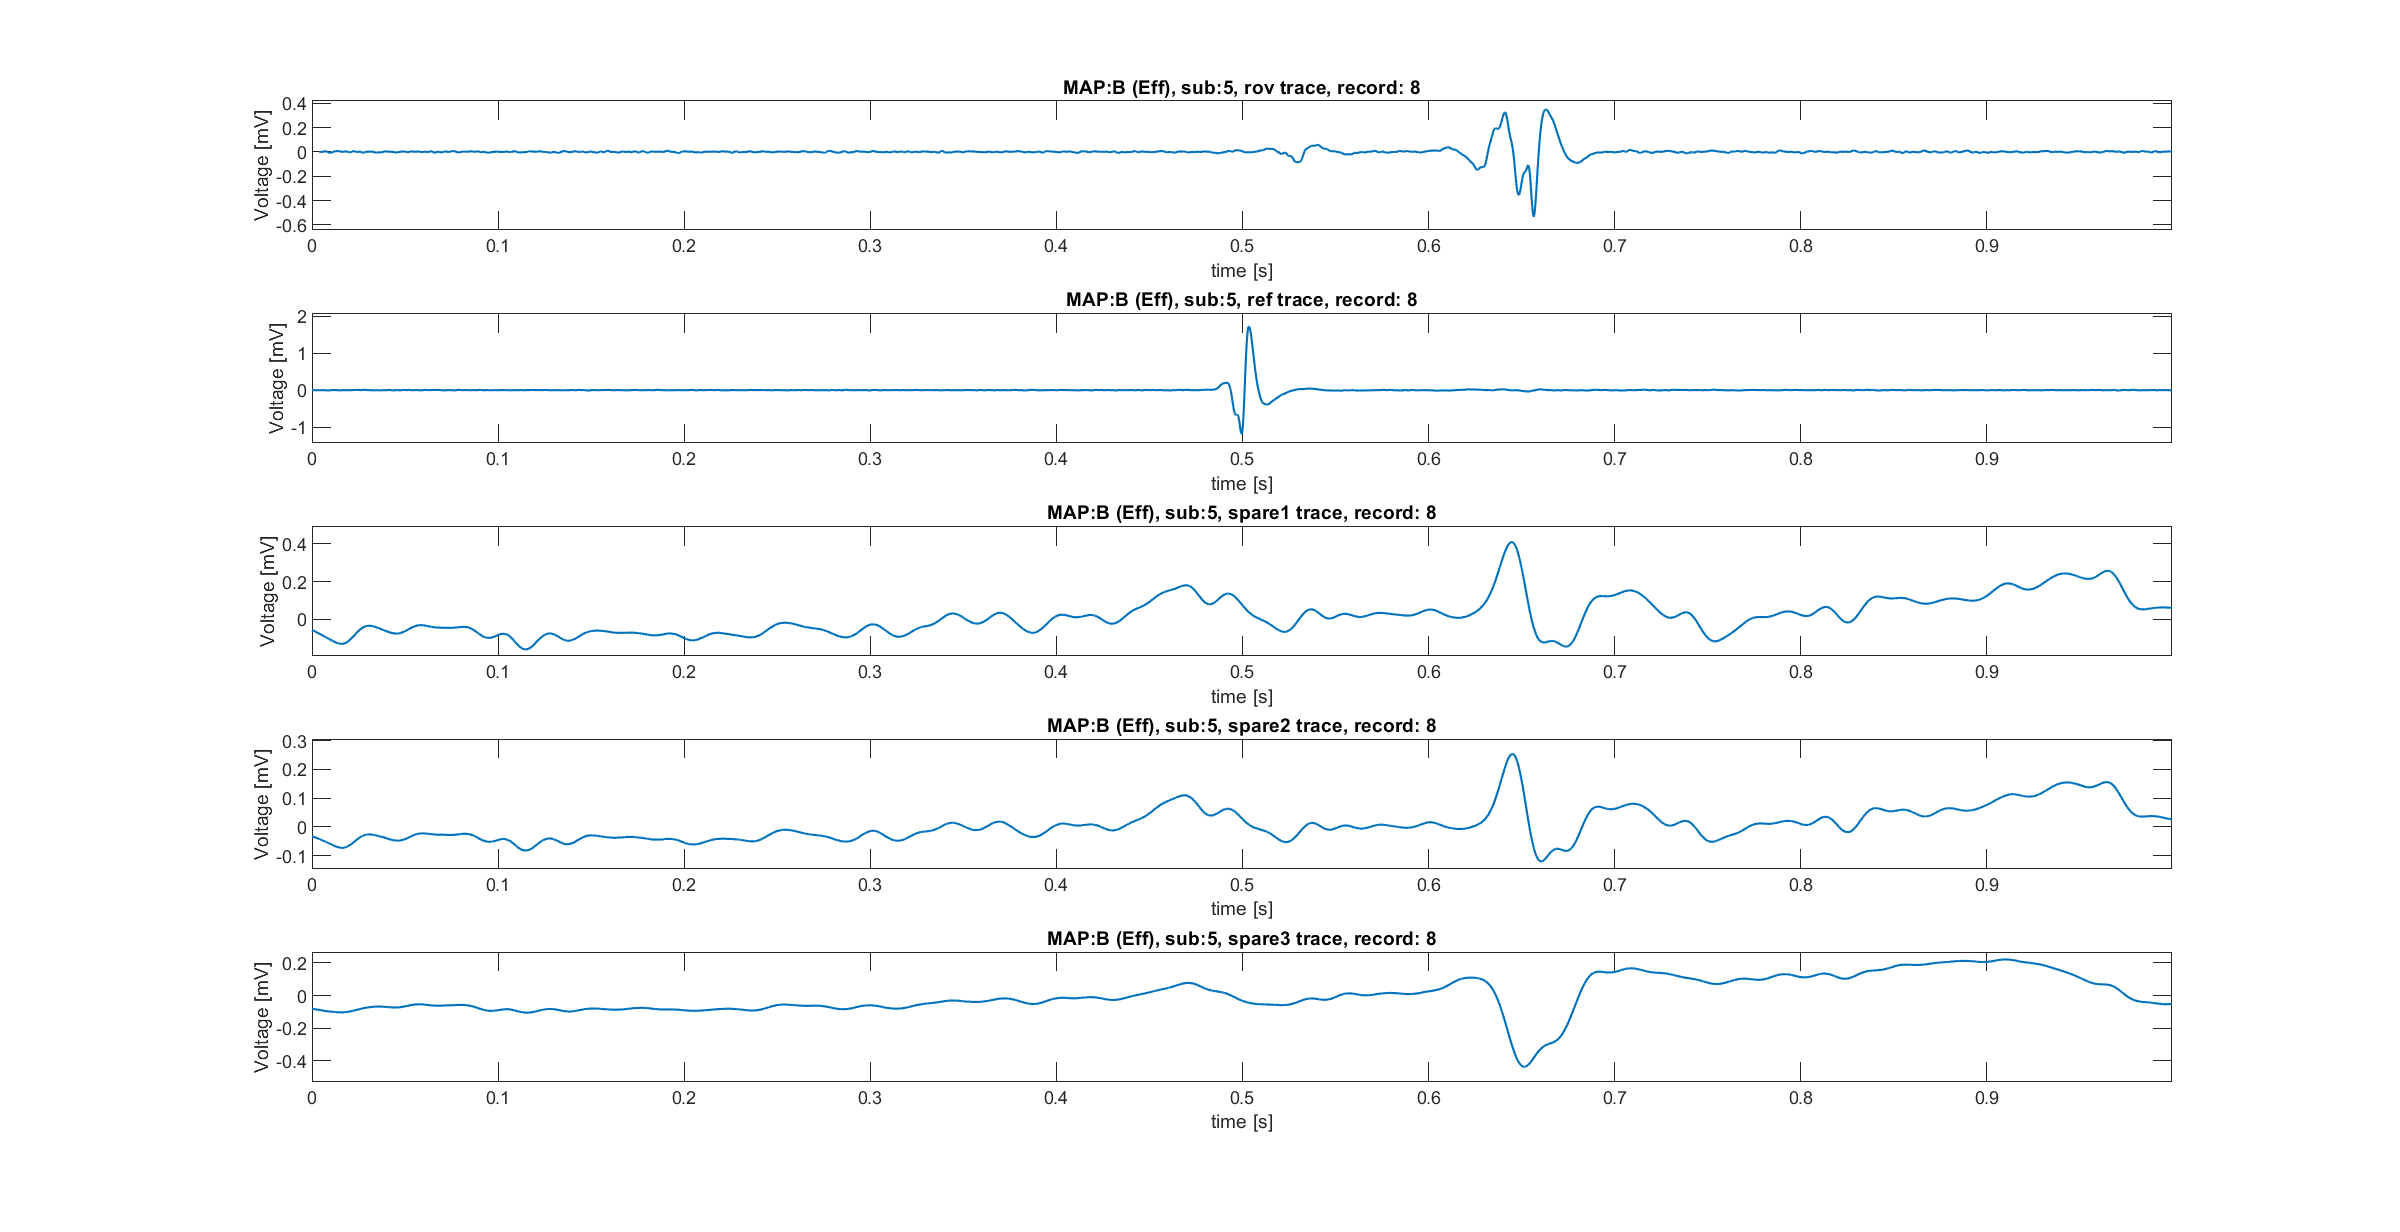 MAP:B (Eff), sub:5, rov trace, record: 8
Voltage [mV]
0.4
0.2
0
-0.2
-0.4
-0.6
0 0.1 0.2 0.3 0.4 0.5 0.6 0.7 0.8 0.9
time [s]
MAP:B (Eff), sub:5, ref trace, record: 8
Voltage [mV]
2
1
0
-1
0 0.1 0.2 0.3 0.4 0.5 0.6 0.7 0.8 0.9
time [s]
MAP:B (Eff), sub:5, spare1 trace, record: 8
Voltage [mV]
0.4
0.2
0
0 0.1 0.2 0.3 0.4 0.5 0.6 0.7 0.8 0.9
time [s]
MAP:B (Eff), sub:5, spare2 trace, record: 8
Voltage [mV]
0.3
0.2
0.1
0
-0.1
0 0.1 0.2 0.3 0.4 0.5 0.6 0.7 0.8 0.9
time [s]
MAP:B (Eff), sub:5, spare3 trace, record: 8
Voltage [mV]
0.2
0
-0.2
-0.4
0 0.1 0.2 0.3 0.4 0.5 0.6 0.7 0.8 0.9
time [s]